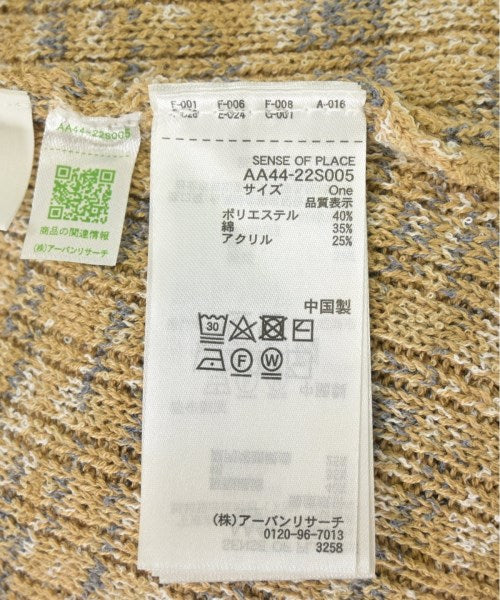 AA44-22S005
商品の関連情報
(株)アーバンリサーチ
F-001 F-006 F-008 A-016
E-024 G-001
SENSE OF PLACE
AA44-22S005
サイズ One
品質表示
ポリエステル 40%
綿 35%
アクリル 25%
中国製
30
F W
(株)アーバンリサーチ
0120-96-7013
3258
SENSE OF PLA